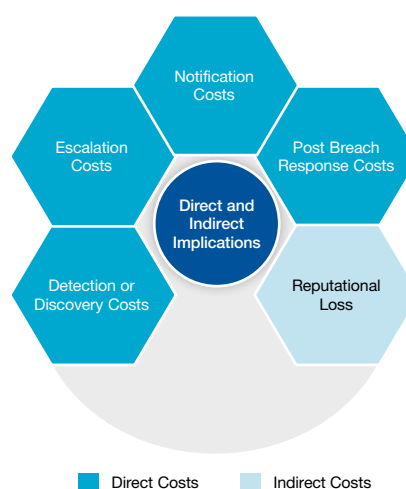 Notification
Costs
Escalation
Costs
Post Breach
Response Costs
Direct and
Indirect
Implications
Detection or
Discovery Costs
Reputational
Loss
Direct Costs
Indirect Costs